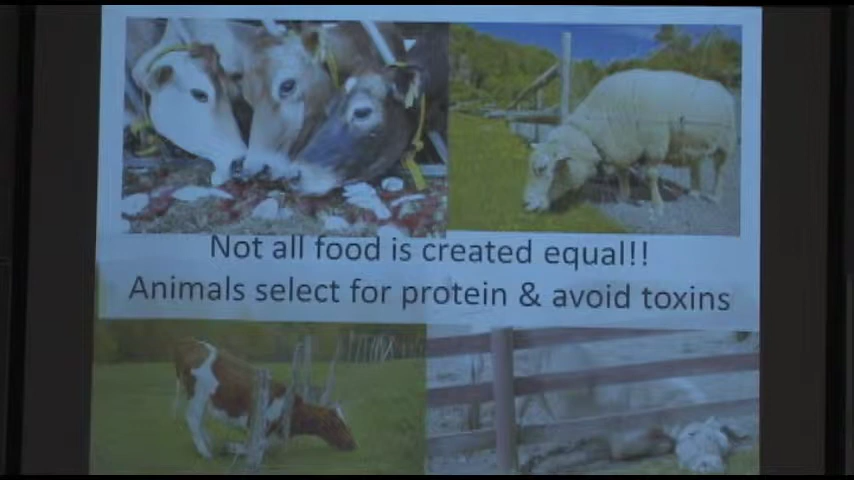 Not all food is created equal!!
Animals select for protein & avoid toxins